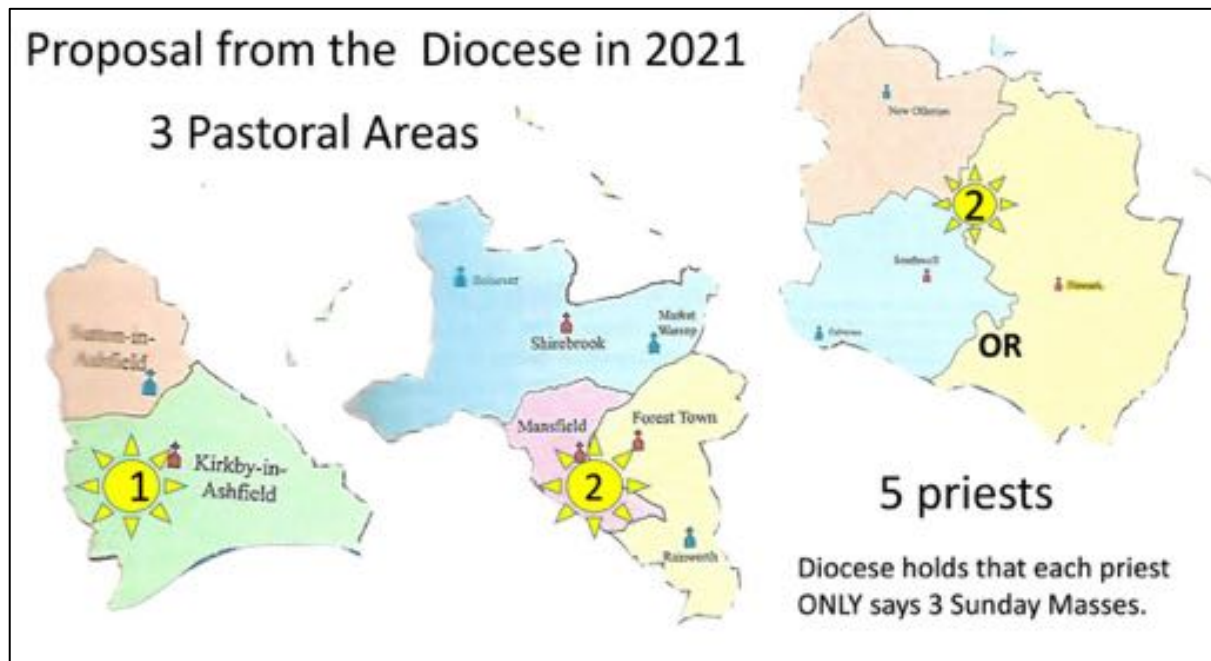 Proposal from the Diocese in 2021
3 Pastoral Areas
New Ollerton
2
Southwell
Newark
OR
Bolsover
Shirebrook
Market
Warsop
Sutton-in-
Ashfield
Mansfield
Forest Town
1
Kirkby-in-
Ashfield
2
Rainworth
5 priests
Diocese holds that each priest
ONLY says 3 Sunday Masses.